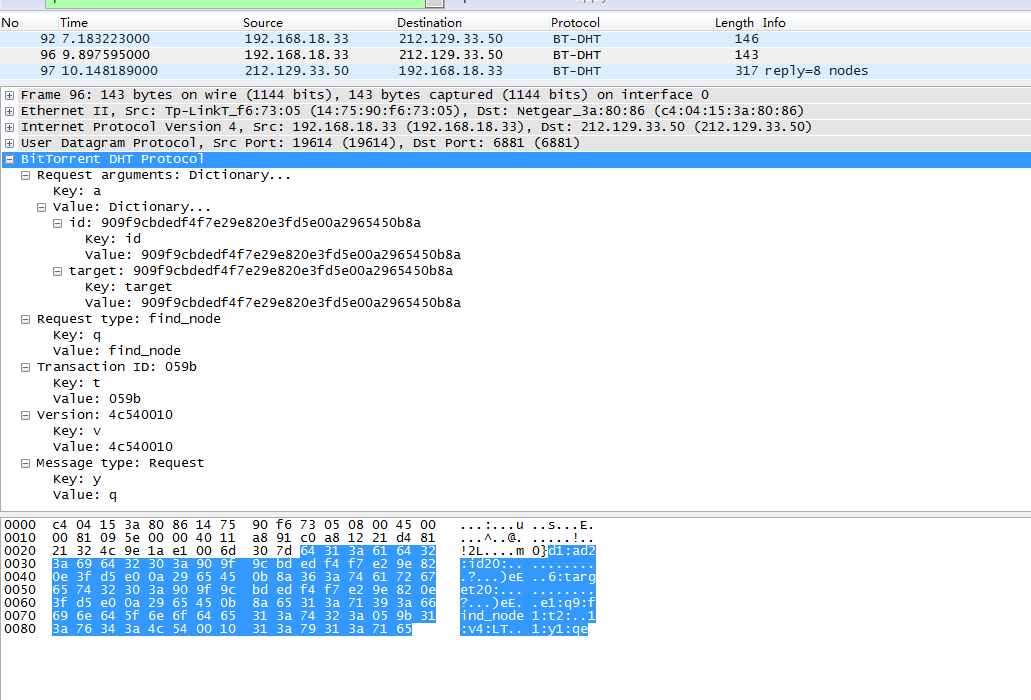 No Time Source Destination Protocol Length Info
92 7.183223000 192.168.18.33 212.129.33.50 BT-DHT 146
96 9.897595000 192.168.18.33 212.129.33.50 BT-DHT 143
97 10.148189000 212.129.33.50 192.168.18.33 BT-DHT 317 reply=8 nodes
Frame 96: 143 bytes on wire (1144 bits), 143 bytes captured (1144 bits) on interface 0
Ethernet II, Src: Tp-LinkT_f6:73:05 (14:75:90:f6:73:05), Dst: Netgear_3a:80:86 (c4:04:15:3a:80:86)
Internet Protocol Version 4, Src: 192.168.18.33 (192.168.18.33), Dst: 212.129.33.50 (212.129.33.50)
User Datagram Protocol, Src Port: 19614 (19614), Dst Port: 6881 (6881)
BitTorrent DHT Protocol
Request arguments: Dictionary...
Key: a
Value: Dictionary...
id: 909f9cbdedf4f7e29e820e3fd5e00a2965450b8a
Key: id
Value: 909f9cbdedf4f7e29e820e3fd5e00a2965450b8a
target: 909f9cbdedf4f7e29e820e3fd5e00a2965450b8a
Key: target
Value: 909f9cbdedf4f7e29e820e3fd5e00a2965450b8a
Request type: find_node
Key: q
Value: find_node
Transaction ID: 059b
Key: t
Value: 059b
Version: 4c540010
Key: v
Value: 4c540010
Message type: Request
Key: y
Value: q
0000 c4 04 15 3a 80 86 14 75 90 f6 73 05 08 00 45 00 ...:...u ..s...E.
0010 00 81 09 5e 00 00 40 11 a8 91 c0 a8 12 21 d4 81 ...^..@. .....!..
0020 21 32 4c 9e 1a e1 00 6d 30 7d 64 31 3a 61 64 32 !2L....m 0}d1:ad2
0030 3a 69 64 32 30 3a 90 9f 9c bd ed f4 f7 e2 9e 82 :id20:.. ........
0040 0e 3f d5 e0 0a 29 65 45 0b 8a 36 3a 74 61 72 67 .?...)eE ..6:targ
0050 65 74 32 30 3a 90 9f 9c bd ed f4 f7 e2 9e 82 0e et20:... ........
0060 3f d5 e0 0a 29 65 45 0b 8a 65 31 3a 71 39 3a 66 ?...)eE. .e1:q9:f
0070 69 6e 64 5f 6e 6f 64 65 31 3a 74 32 3a 05 9b 31 ind_node 1:t2:..1
0080 3a 76 34 3a 4c 54 00 10 31 3a 79 31 3a 71 65 :v4:LT.. 1:y1:qe